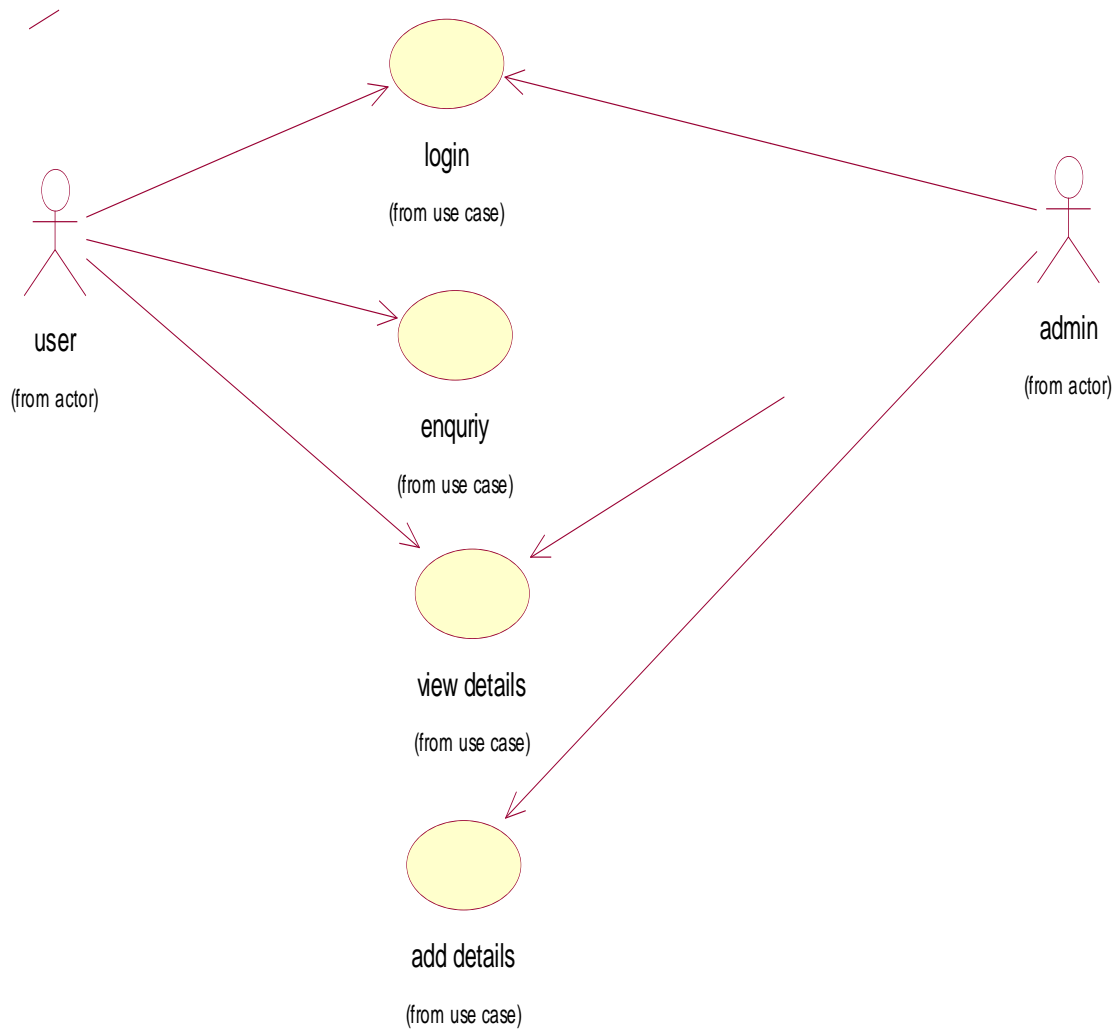 login
(from use case)
user
(from actor)
admin
(from actor)
enquriy
(from use case)
view details
(from use case)
add details
(from use case)